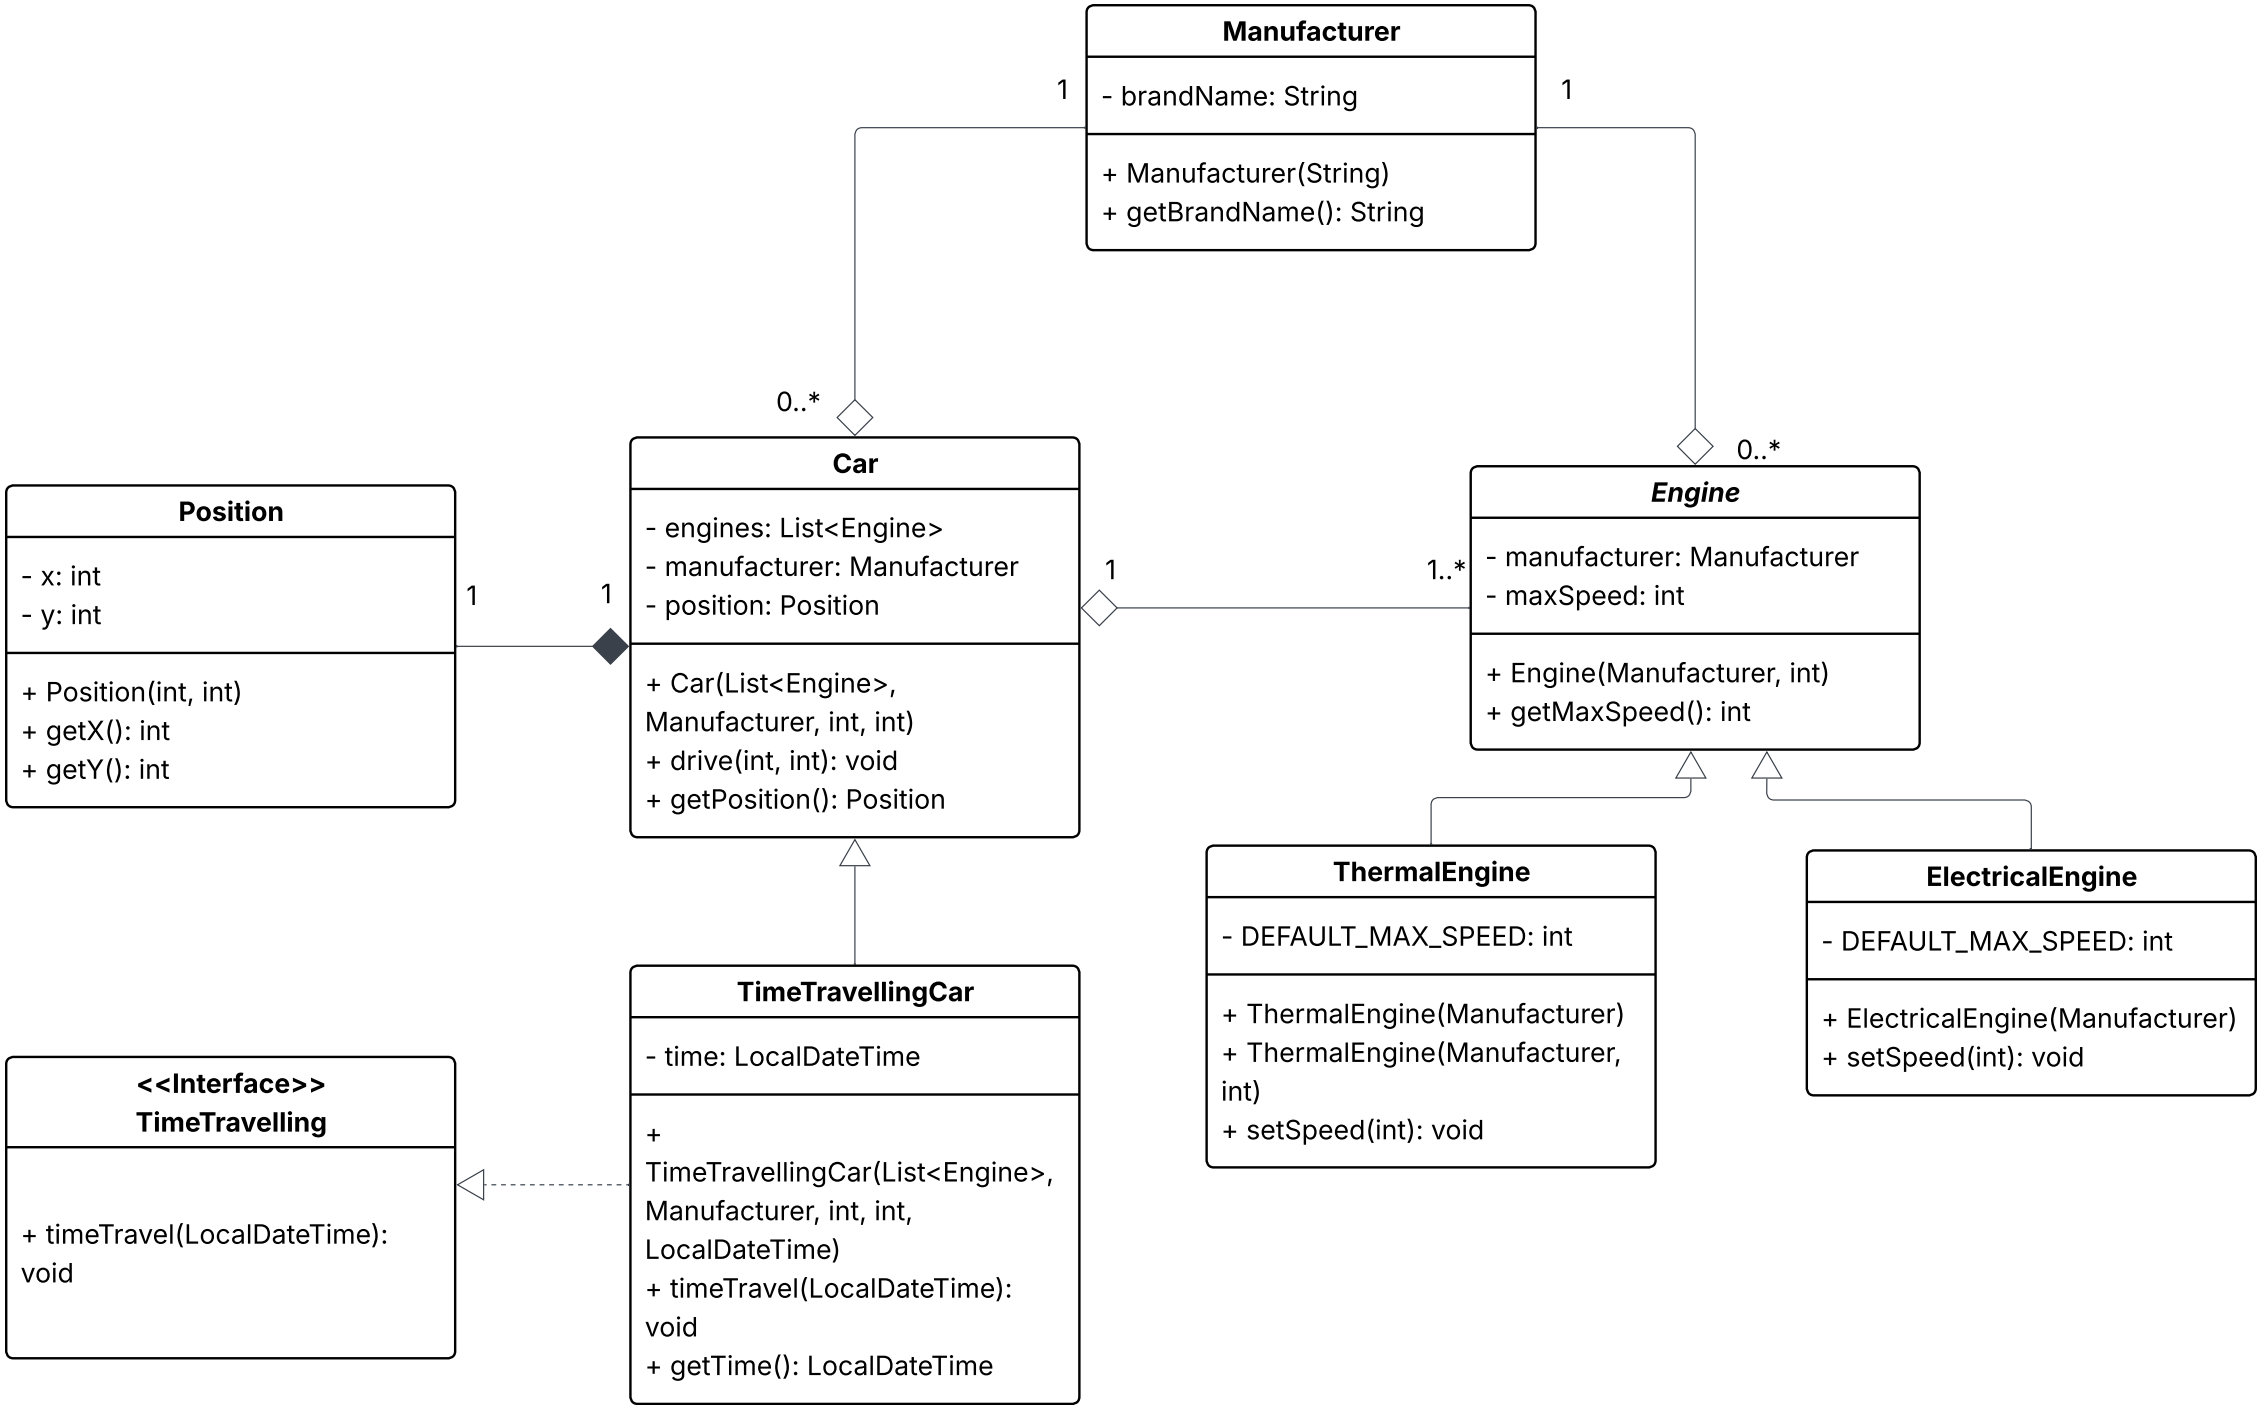 Manufacturer
- brandName: String
+ Manufacturer(String)
+ getBrandName(): String
1
1
0..*
0..*
Car
- engines: List<Engine>
- manufacturer: Manufacturer
- position: Position
+ Car(List<Engine>,
Manufacturer, int, int)
+ drive(int, int): void
+ getPosition(): Position
Position
- x: int
- y: int
+ Position(int, int)
+ getX(): int
+ getY(): int
1
1
1
1..*
Engine
- manufacturer: Manufacturer
- maxSpeed: int
+ Engine(Manufacturer, int)
+ getMaxSpeed(): int
ThermalEngine
- DEFAULT_MAX_SPEED: int
+ ThermalEngine(Manufacturer)
+ ThermalEngine(Manufacturer,
int)
+ setSpeed(int): void
ElectricalEngine
- DEFAULT_MAX_SPEED: int
+ ElectricalEngine(Manufacturer)
+ setSpeed(int): void
TimeTravellingCar
- time: LocalDateTime
+
TimeTravellingCar(List<Engine>,
Manufacturer, int, int,
LocalDateTime)
+ timeTravel(LocalDateTime):
void
+ getTime(): LocalDateTime
<<Interface>>
TimeTravelling
+ timeTravel(LocalDateTime):
void